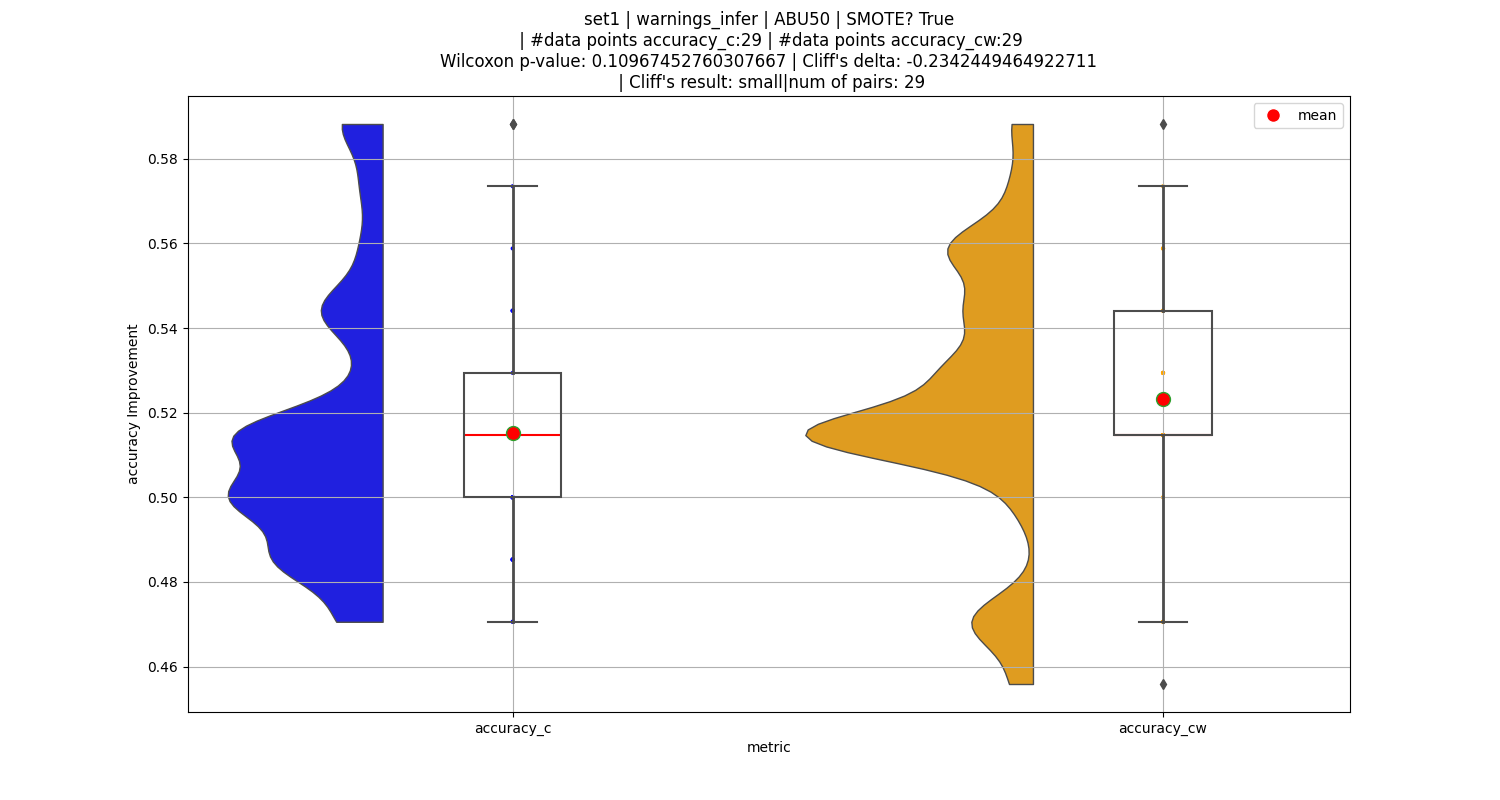 set1 | warnings_infer | ABU50 | SMOTE? True
| #data points accuracy_c:29 | #data points accuracy_cw:29
Wilcoxon p-value: 0.10967452760307667 | Cliff's delta: -0.2342449464922711
| Cliff's result: small|num of pairs: 29
mean
0.58
0.56
0.54
0.52
0.50
0.48
0.46
accuracy Improvement
accuracy_c
accuracy_cw
metric